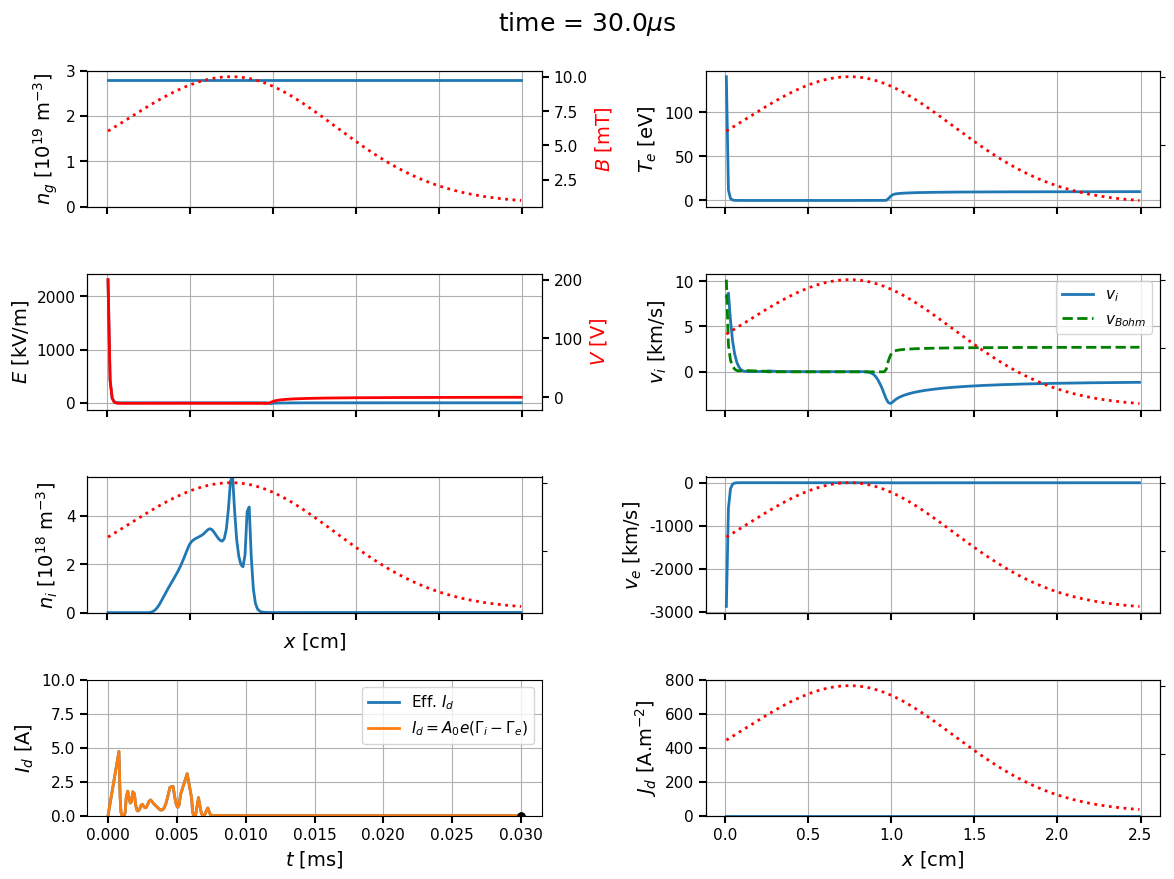 time = 30.0μs
n_g [10^19 m^−3]
3
2
1
0
10.0
7.5
5.0
2.5
B [mT]
T_e [eV]
100
50
0
E [kV/m]
2000
1000
0
200
100
0
V [V]
v_i [km/s]
10
5
0
v_i
v_Bohm
n_i [10^18 m^−3]
4
2
0
x [cm]
v_e [km/s]
0
-1000
-2000
-3000
I_d [A]
10.0
7.5
5.0
2.5
0.0
Eff. I_d
I_d = A_0e(Γ_i − Γ_e)
0.000 0.005 0.010 0.015 0.020 0.025 0.030
t [ms]
J_d [A.m^−2]
800
600
400
200
0
0.0 0.5 1.0 1.5 2.0 2.5
x [cm]